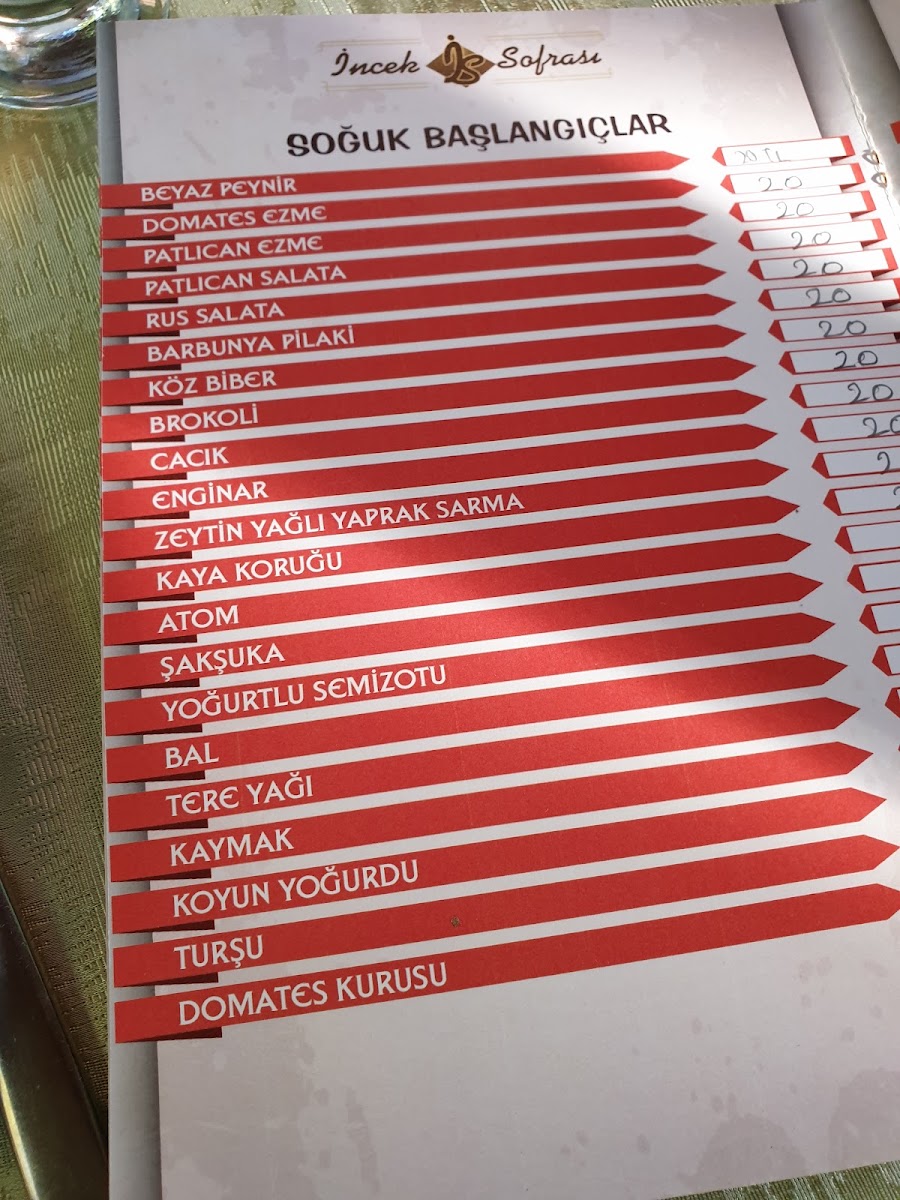 İncek İS Sofrası
SOĞUK BAŞLANGIÇLAR
BEYAZ PEYNİR 20 TL
DOMATES EZME 20
PATLICAN EZME 20
PATLICAN SALATA 20
RUS SALATA 20
BARBUNYA PİLAKİ 20
KÖZ BİBER 20
BROKOLİ 20
CACIK 20
ENGİNAR 20
ZEYTİN YAĞLI YAPRAK SARMA 2
KAYA KORUĞU
ATOM
ŞAKŞUKA
YOĞURTLU SEMİZOTU
BAL
TERE YAĞI
KAYMAK
KOYUN YOĞURDU
TURŞU
DOMATES KURUSU